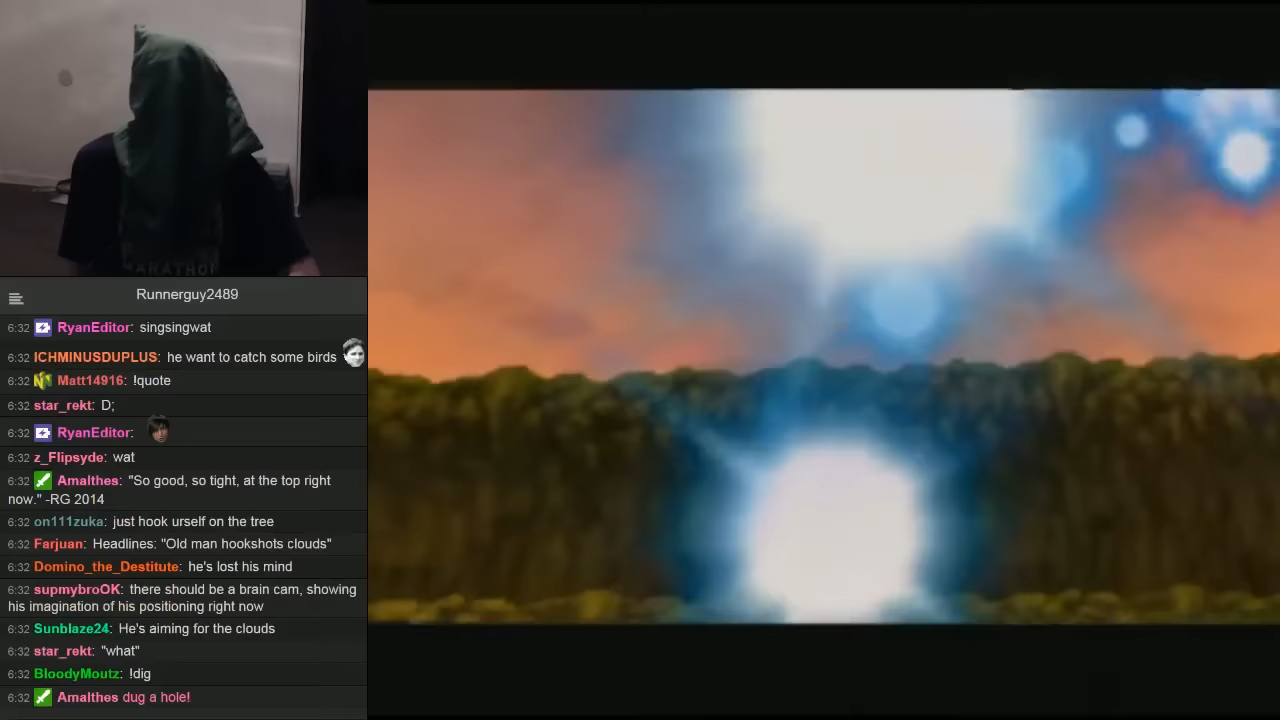 MARATHON
Runnerguy2489
6:32 RyanEditor: singsingwat
6:32 ICHMINUSDUPLUS: he want to catch some birds
6:32 Matt14916: !quote
6:32 star_rekt: D;
6:32 RyanEditor:
6:32 z_Flipsyde: wat
6:32 Amalthes: "So good, so tight, at the top right
now." -RG 2014
6:32 on111zuka: just hook urself on the tree
6:32 Farjuan: Headlines: "Old man hookshots clouds"
6:32 Domino_the_Destitute: he's lost his mind
6:32 supmybroOK: there should be a brain cam, showing
his imagination of his positioning right now
6:32 Sunblaze24: He's aiming for the clouds
6:32 star_rekt: "what"
6:32 BloodyMoutz: !dig
6:32 Amalthes dug a hole!